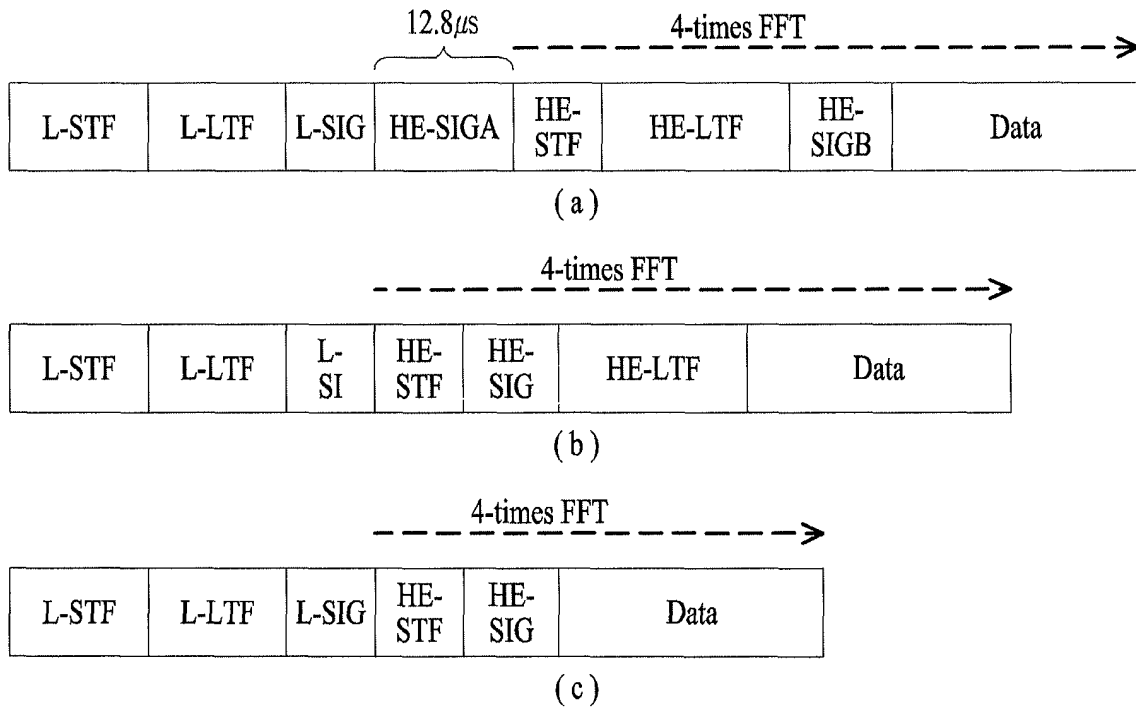 12.8μs
4-times FFT
L-STF L-LTF L-SIG HE-SIGA HE-STF HE-LTF HE-SIGB Data
(a)
4-times FFT
L-STF L-LTF L-SI HE-STF HE-SIG HE-LTF Data
(b)
4-times FFT
L-STF L-LTF L-SIG HE-STF HE-SIG Data
(c)